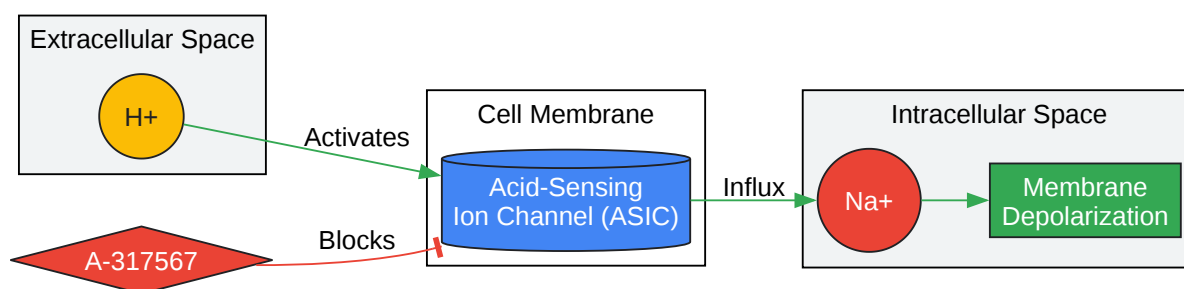 Extracellular Space
H+
Activates
A-317567
Blocks
Cell Membrane
Acid-Sensing
Ion Channel (ASIC)
Influx
Intracellular Space
Na+
Membrane
Depolarization